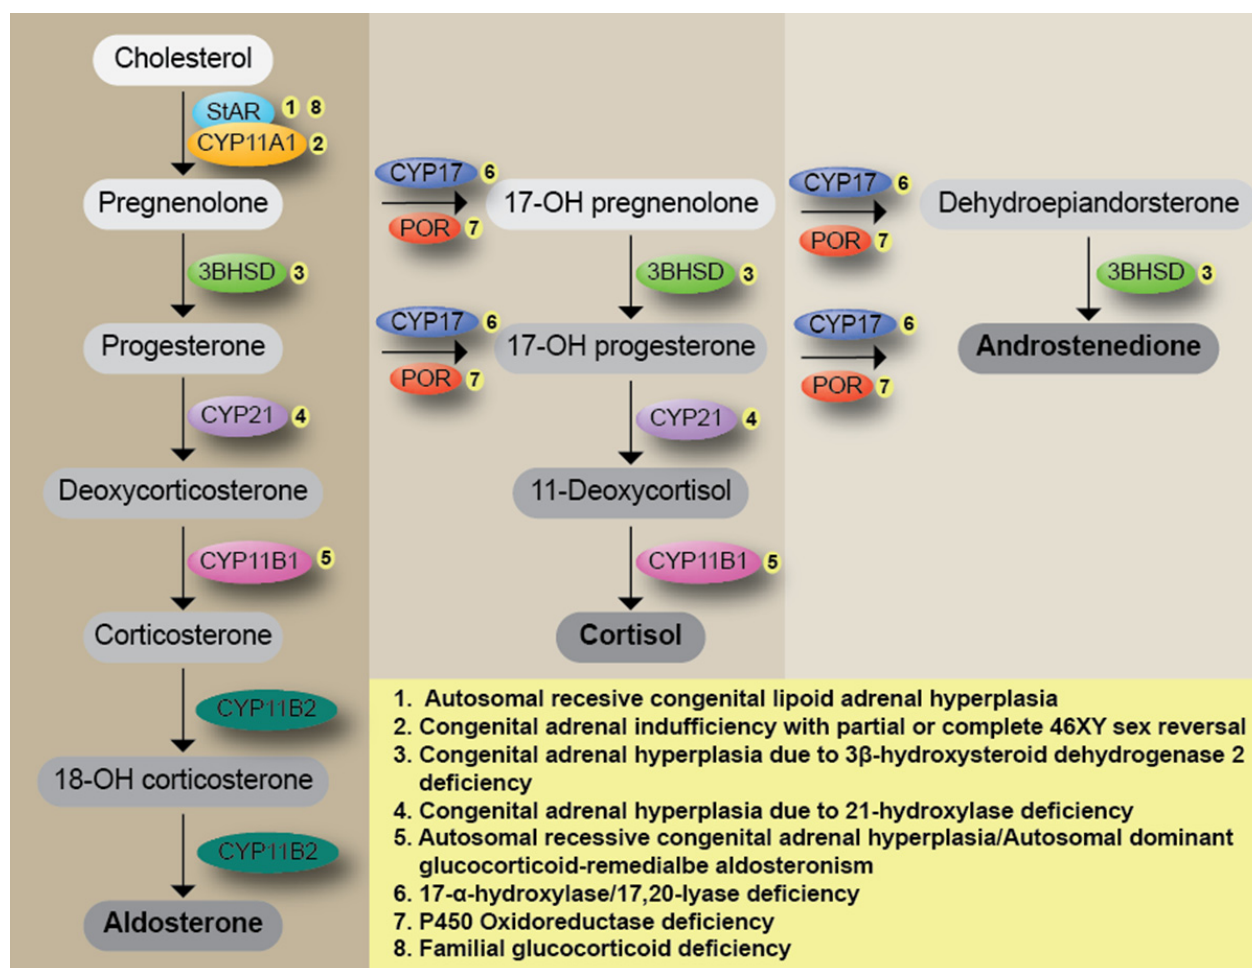 Cholesterol
StAR 1 8
CYP11A1 2
Pregnenolone
CYP17 6
POR 7
17-OH pregnenolone
CYP17 6
POR 7
Dehydroepiandorsterone
3BHSD 3
3BHSD 3
3BHSD 3
Progesterone
CYP17 6
POR 7
17-OH progesterone
CYP17 6
POR 7
Androstenedione
CYP21 4
CYP21 4
Deoxycorticosterone
11-Deoxycortisol
CYP11B1 5
CYP11B1 5
Corticosterone
Cortisol
CYP11B2
18-OH corticosterone
CYP11B2
Aldosterone
1. Autosomal recesive congenital lipoid adrenal hyperplasia
2. Congenital adrenal indufficiency with partial or complete 46XY sex reversal
3. Congenital adrenal hyperplasia due to 3β-hydroxysteroid dehydrogenase 2
deficiency
4. Congenital adrenal hyperplasia due to 21-hydroxylase deficiency
5. Autosomal recessive congenital adrenal hyperplasia/Autosomal dominant
glucocorticoid-remedialbe aldosteronism
6. 17-α-hydroxylase/17,20-lyase deficiency
7. P450 Oxidoreductase deficiency
8. Familial glucocorticoid deficiency